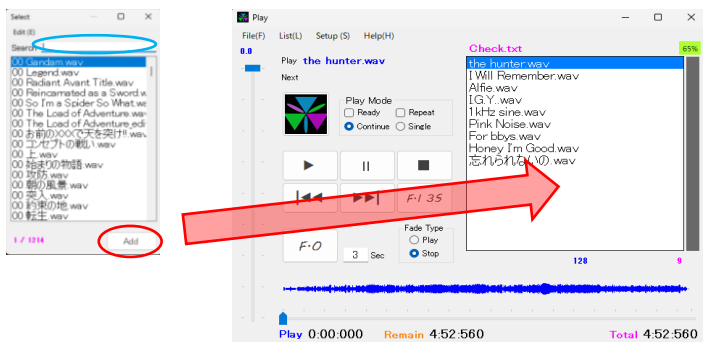 Select
Edit (E)
Search
00 Gandam.wav
00 Legend.wav
00 Radiant Avant Title.wav
00 Reincarnated as a Sword.w
00 So I'm a Spider So What.wa
00 The Load of Adventure.wav
00 The Load of Adventure_edi
00 お前のXXXで天を突け!!.wav
00 コンセプトの戦い.wav
00 上.wav
00 始まりの物語.wav
00 攻防.wav
00 朝の風景.wav
00 突入.wav
00 約束の地.wav
00 転生.wav
1 / 1214
Add
Play
File(F) List(L) Setup (S) Help(H)
0.0
Play the hunter.wav
Next
Play Mode
Ready Repeat
Continue Single
F·I 35
F·O
3 Sec
Fade Type
Play
Stop
Check.txt
65%
the hunter.wav
I Will Remember.wav
Alfie.wav
I.G.Y..wav
1kHz sine.wav
Pink Noise.wav
For bbys.wav
Honey I'm Good.wav
忘れられないの.wav
128
9
Play 0:00:000 Remain 4:52:560 Total 4:52:560